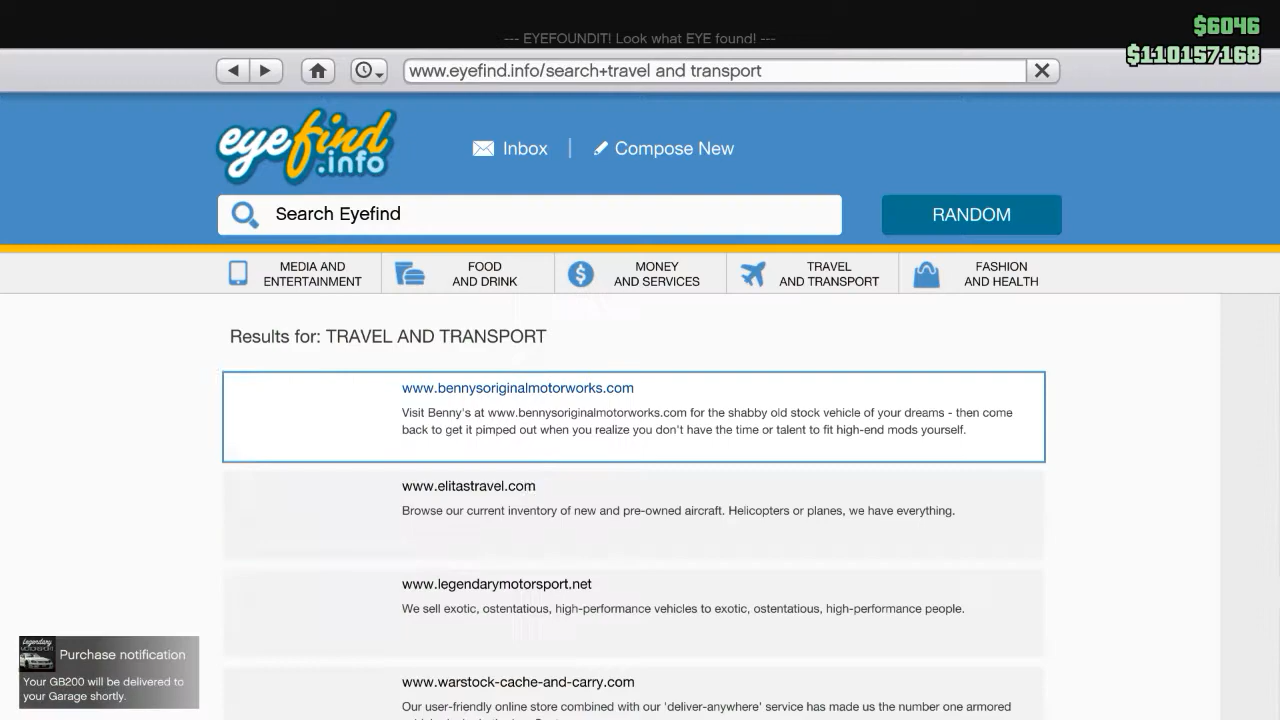 $6046
--- EYEFOUNDIT! Look what EYE found! ---
$110157168
www.eyefind.info/search+travel and transport
eyefind
.info
Inbox
Compose New
Search Eyefind
RANDOM
MEDIA AND
ENTERTAINMENT
FOOD
AND DRINK
MONEY
AND SERVICES
TRAVEL
AND TRANSPORT
FASHION
AND HEALTH
Results for: TRAVEL AND TRANSPORT
www.bennysoriginalmotorworks.com
Visit Benny's at www.bennysoriginalmotorworks.com for the shabby old stock vehicle of your dreams - then come
back to get it pimped out when you realize you don't have the time or talent to fit high-end mods yourself.
www.elitastravel.com
Browse our current inventory of new and pre-owned aircraft. Helicopters or planes, we have everything.
www.legendarymotorsport.net
We sell exotic, ostentatious, high-performance vehicles to exotic, ostentatious, high-performance people.
www.warstock-cache-and-carry.com
Our user-friendly online store combined with our 'deliver-anywhere' service has made us the number one armored
Legendary
MOTORSPORT
Purchase notification
Your GB200 will be delivered to
your Garage shortly.